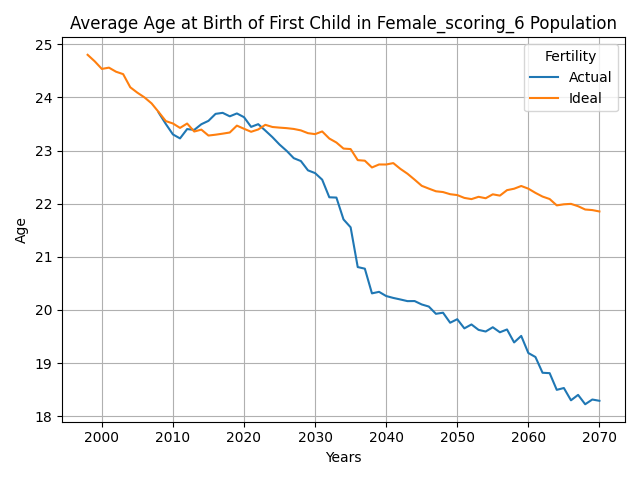 Average Age at Birth of First Child in Female_scoring_6 Population
25
24
23
22
21
20
19
18
Age
Fertility
Actual
Ideal
2000 2010 2020 2030 2040 2050 2060 2070
Years